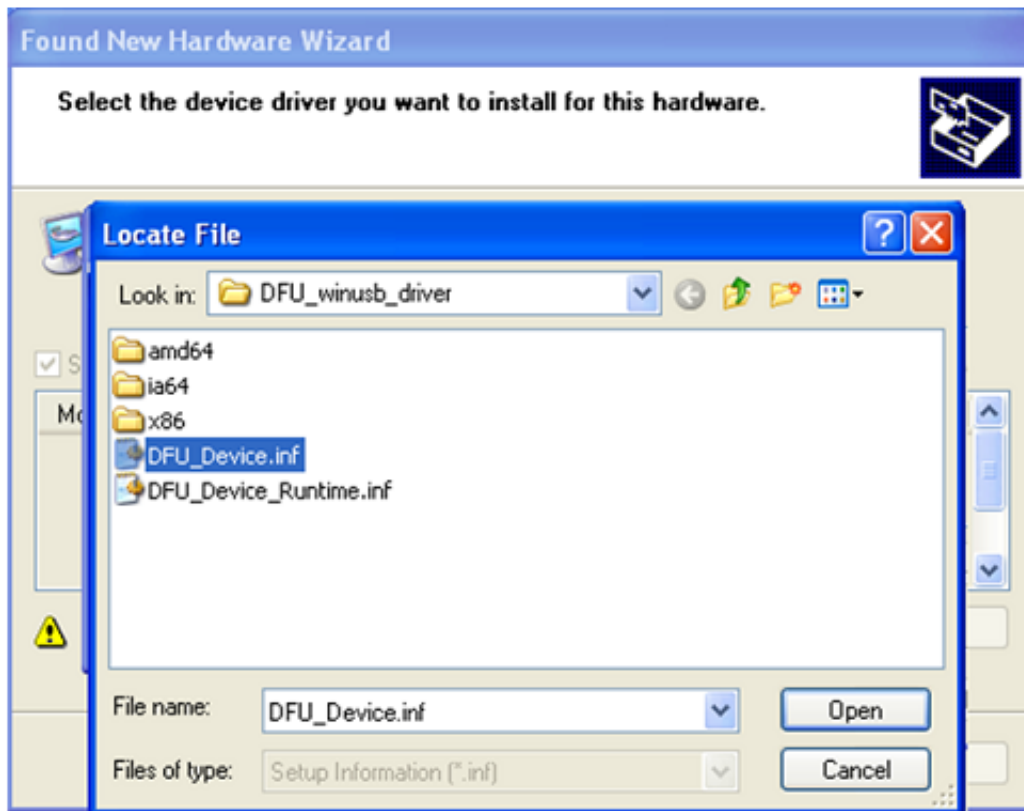 Found New Hardware Wizard
Select the device driver you want to install for this hardware.
Locate File
Look in: DFU_winusb_driver
amd64
ia64
x86
DFU_Device.inf
DFU_Device_Runtime.inf
File name: DFU_Device.inf Open
Files of type: Setup Information (*.inf) Cancel